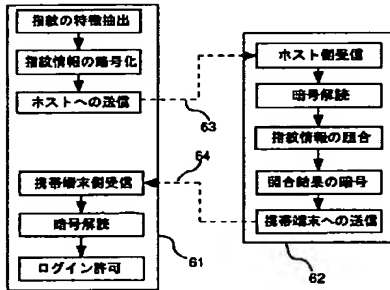 指紋の特徴抽出
指紋情報の暗号化
ホストへの送信
63
64
携帯端末側受信
暗号解読
ログイン許可
61
ホスト側受信
暗号解読
指紋情報の照合
照合結果の暗号
携帯端末への送信
62